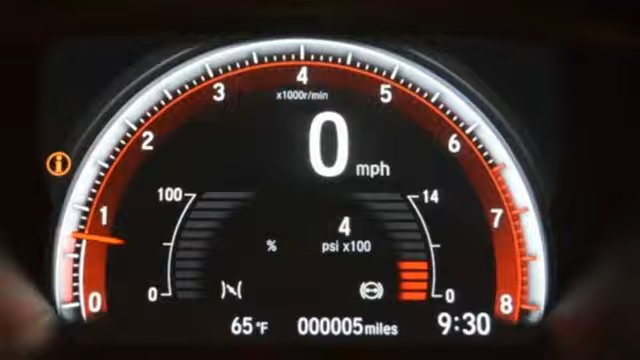 4
3 5
x1000r/min
2 0 mph 6
i
100 14
1 7
4
% psi x100
0 0
0 8
65°F 000005miles 9:30